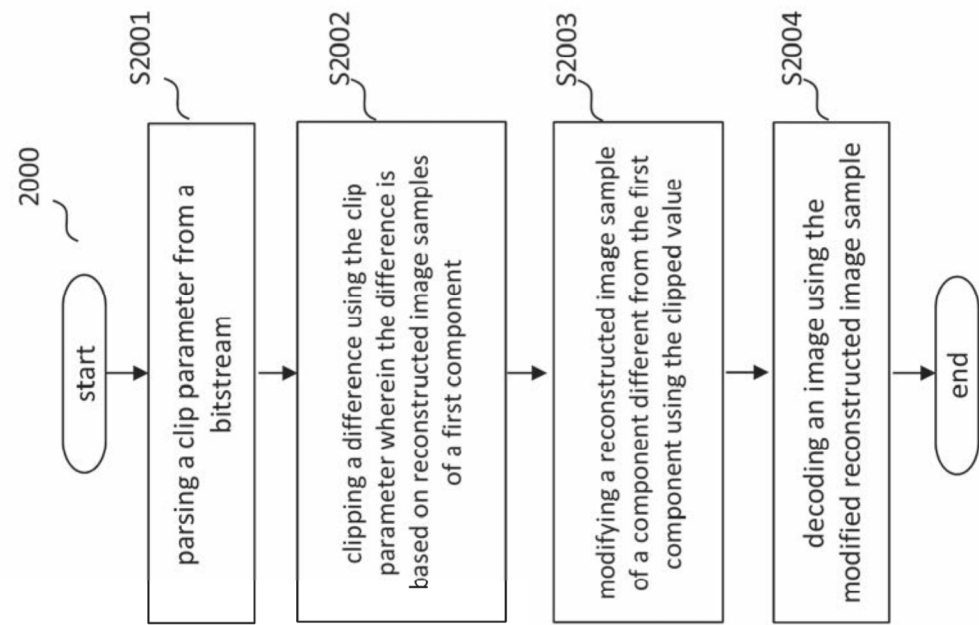 2000
start
S2001
parsing a clip parameter from a
bitstream
S2002
clipping a difference using the clip
parameter wherein the difference is
based on reconstructed image samples
of a first component
S2003
modifying a reconstructed image sample
of a component different from the first
component using the clipped value
S2004
decoding an image using the
modified reconstructed image sample
end